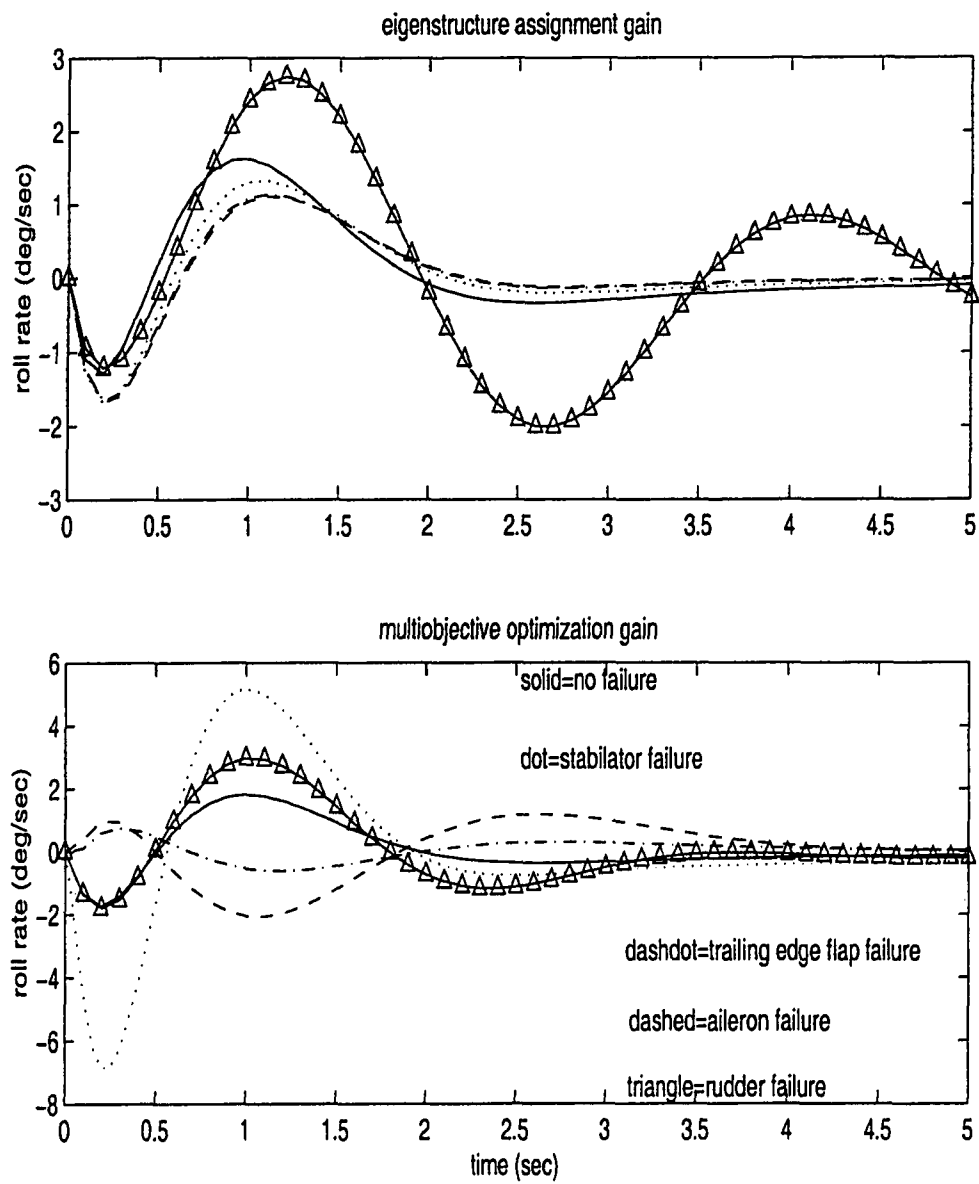 eigenstructure assignment gain
3
2
1
0
−1
−2
−3
roll rate (deg/sec)
0 0.5 1 1.5 2 2.5 3 3.5 4 4.5 5
multiobjective optimization gain
6
4
2
0
−2
−4
−6
−8
roll rate (deg/sec)
solid=no failure
dot=stabilator failure
dashdot=trailing edge flap failure
dashed=aileron failure
triangle=rudder failure
0 0.5 1 1.5 2 2.5 3 3.5 4 4.5 5
time (sec)